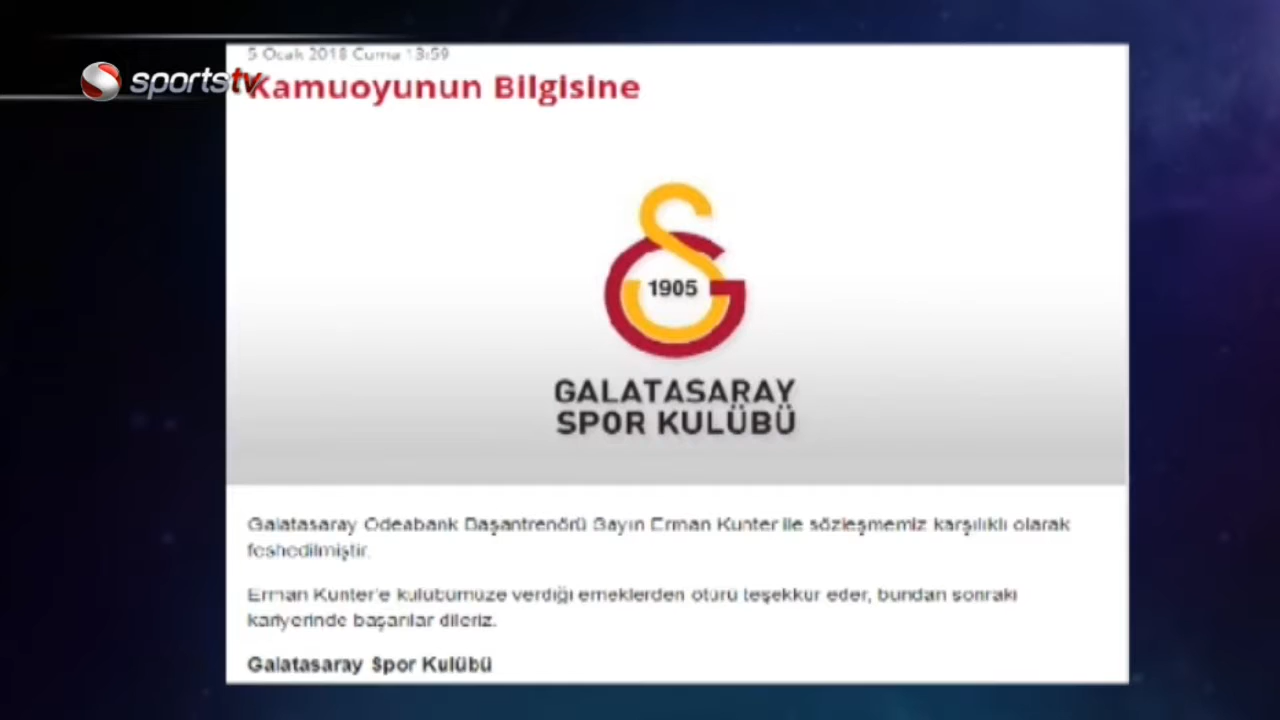 5 Ocak 2018 Cuma 13:59
sportstv
Kamuoyunun Bilgisine
1905
GALATASARAY
SPOR KULÜBÜ
Galatasaray Odeabank Başantrenörü Sayın Erman Kunter ile sözleşmemiz karşılıklı olarak
feshedilmiştir.
Erman Kunter'e kulübümüze verdiği emeklerden ötürü teşekkür eder, bundan sonraki
kariyerinde başarılar dileriz.
Galatasaray Spor Kulübü